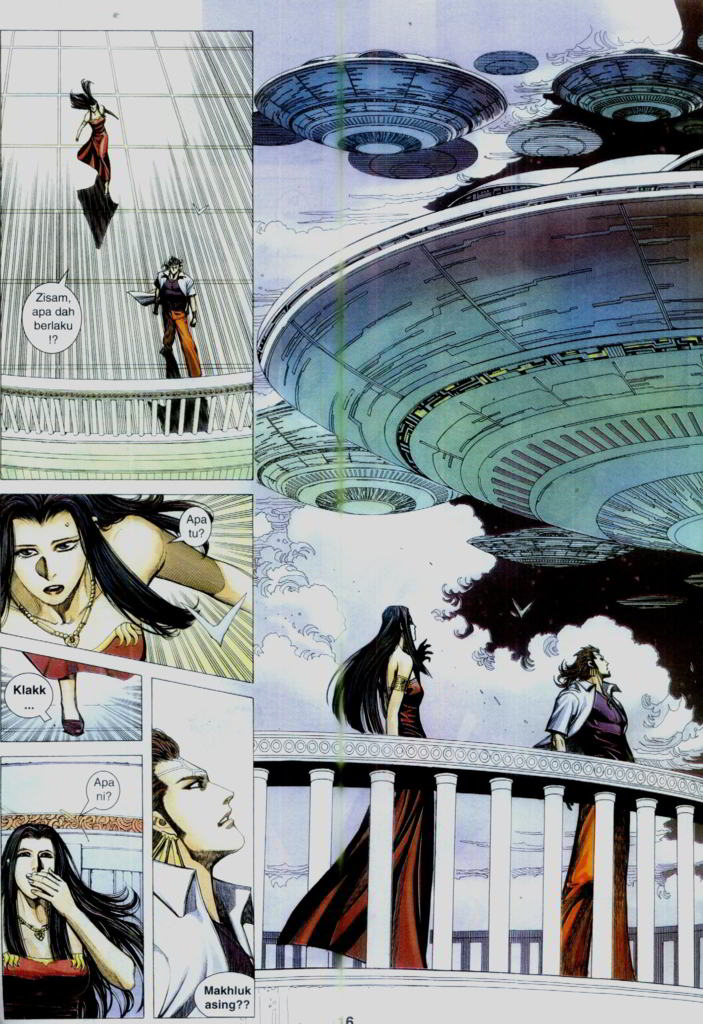 Zisam,
apa dah
berlaku
!?
Apa
tu?
Klakk
...
Apa
ni?
Makhluk
asing??
6